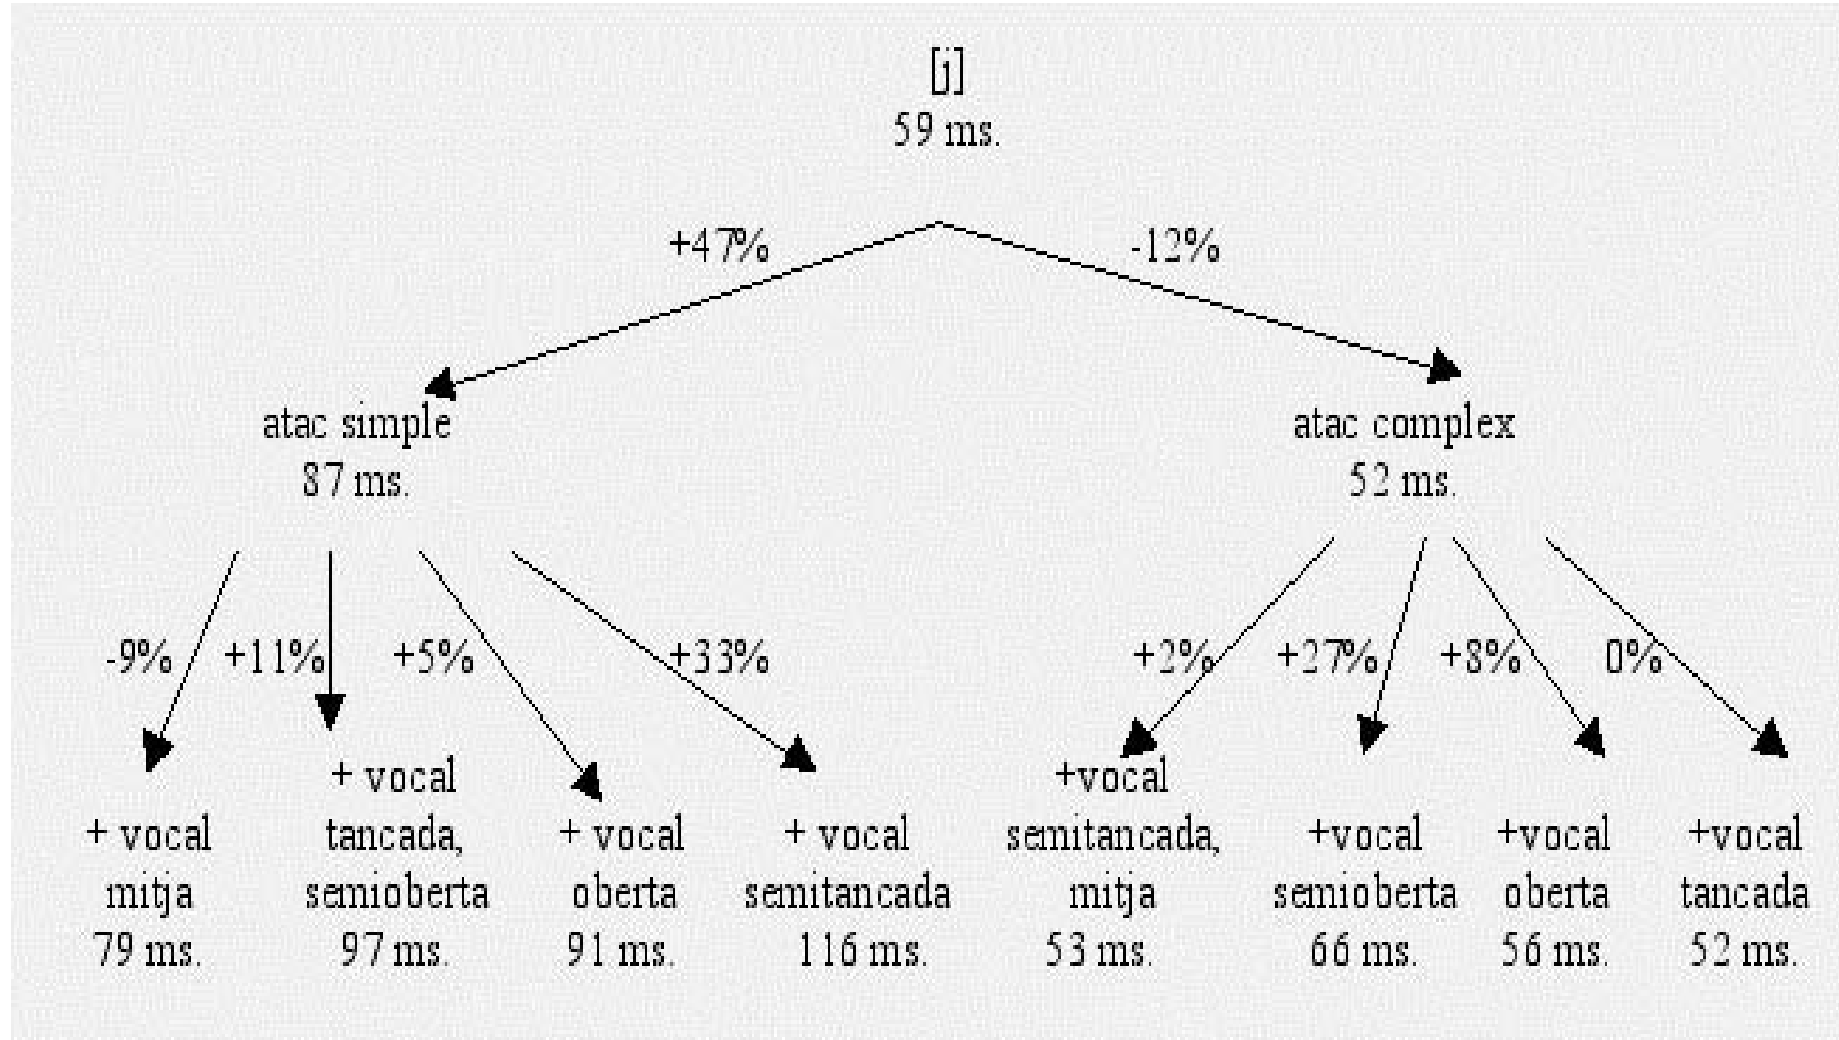 [j]
59 ms.
+47%
-12%
atac simple
87 ms.
atac complex
52 ms.
-9%
+11%
+5%
+33%
+2%
+27%
+8%
0%
+ vocal
mitja
79 ms.
+ vocal
tancada,
semioberta
97 ms.
+ vocal
oberta
91 ms.
+ vocal
semitancada
116 ms.
+vocal
semitancada,
mitja
53 ms.
+vocal
semioberta
66 ms.
+vocal
oberta
56 ms.
+vocal
tancada
52 ms.